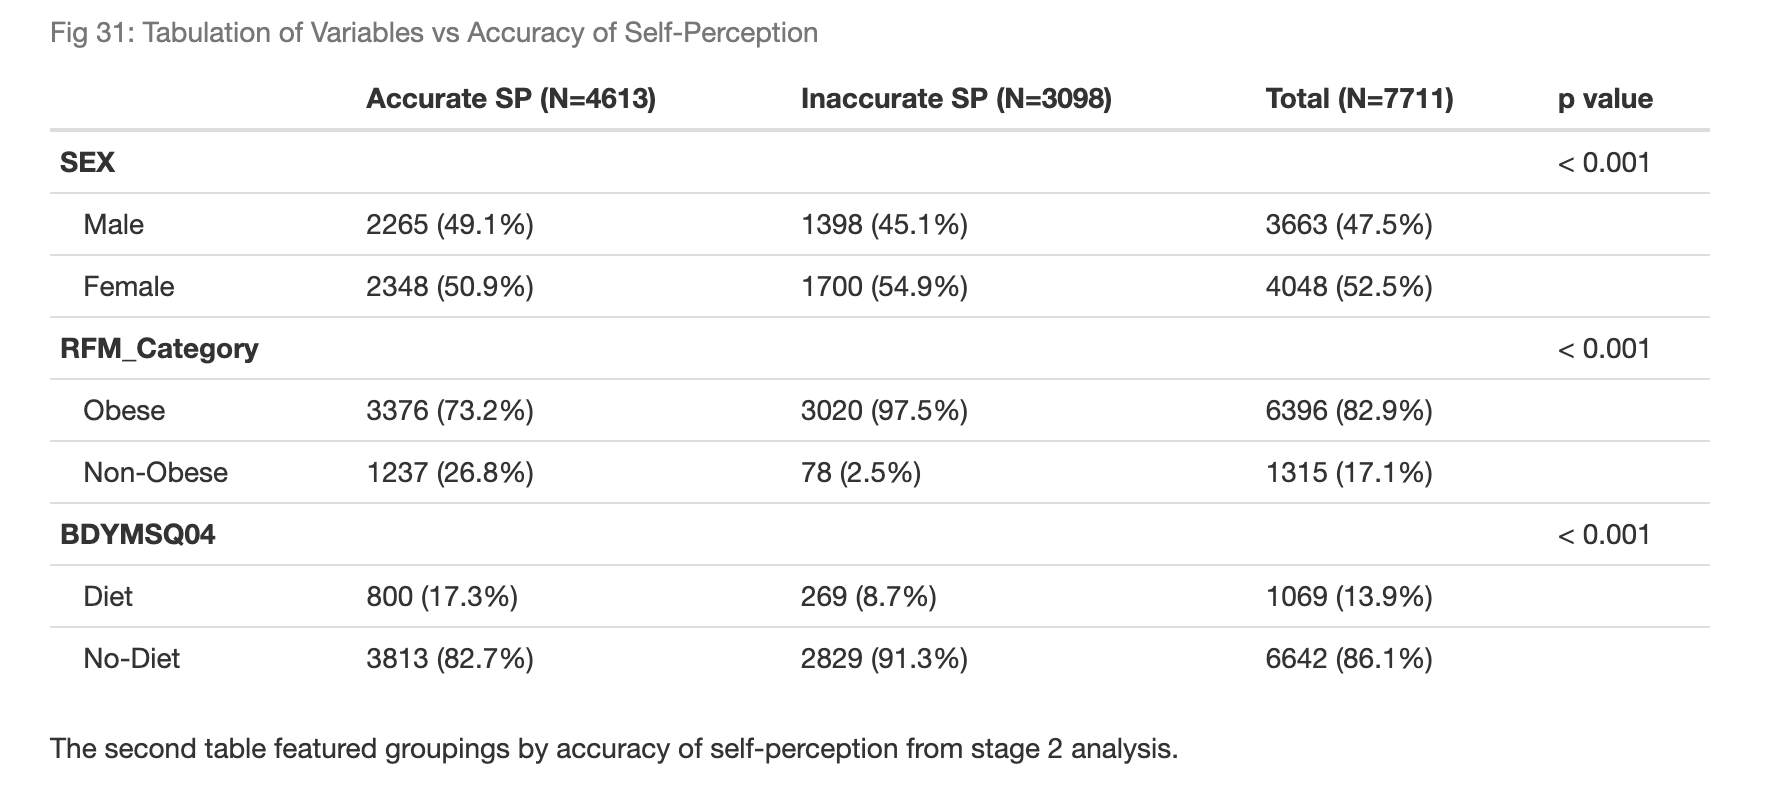 Fig 31: Tabulation of Variables vs Accuracy of Self-Perception
Accurate SP (N=4613) Inaccurate SP (N=3098) Total (N=7711) p value
SEX < 0.001
Male 2265 (49.1%) 1398 (45.1%) 3663 (47.5%)
Female 2348 (50.9%) 1700 (54.9%) 4048 (52.5%)
RFM_Category < 0.001
Obese 3376 (73.2%) 3020 (97.5%) 6396 (82.9%)
Non-Obese 1237 (26.8%) 78 (2.5%) 1315 (17.1%)
BDYMSQ04 < 0.001
Diet 800 (17.3%) 269 (8.7%) 1069 (13.9%)
No-Diet 3813 (82.7%) 2829 (91.3%) 6642 (86.1%)
The second table featured groupings by accuracy of self-perception from stage 2 analysis.